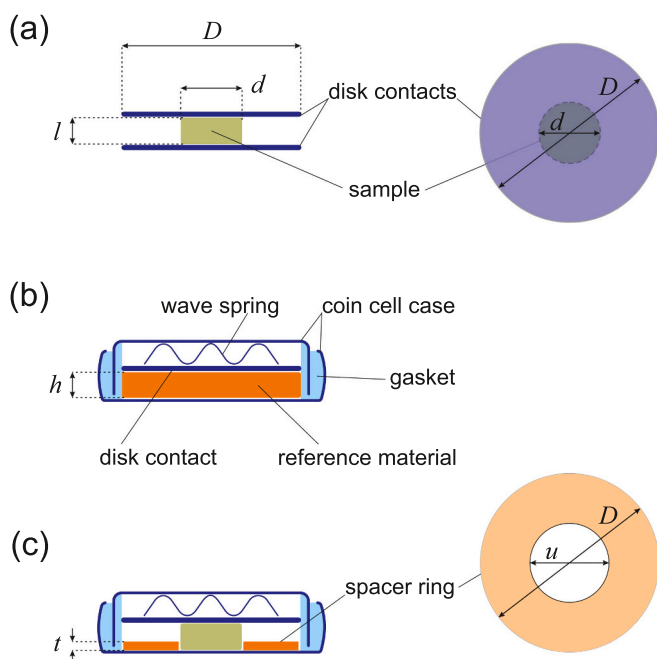 (a)
D
d
l
disk contacts
sample
D
d
(b)
wave spring
coin cell case
gasket
h
disk contact
reference material
(c)
D
u
spacer ring
t